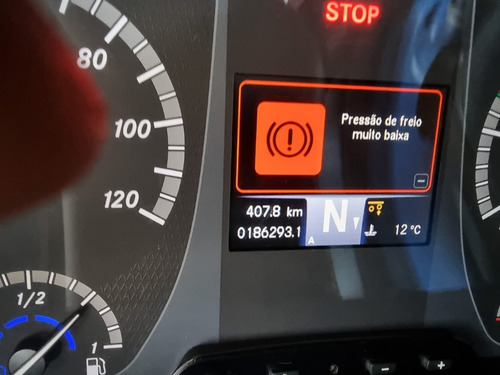 STOP
80
100
120
Pressão de freio
muito baixa
407.8 km
0186293.1
N
A
12 °C
1/2
1
- +